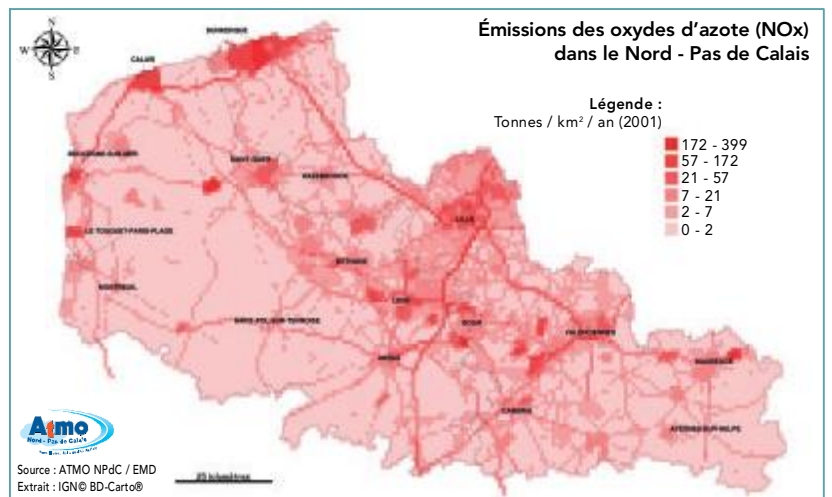 Émissions des oxydes d'azote (NOx)
dans le Nord - Pas de Calais
N
W
E
S
DUNKERQUE
CALAIS
Légende :
Tonnes / km² / an (2001)
172 - 399
57 - 172
21 - 57
7 - 21
2 - 7
0 - 2
BOULOGNE-SUR-MER
SAINT-OMER
HAZEBROUCK
LILLE
LE TOUQUET-PARIS-PLAGE
BETHUNE
MONTREUIL
LENS
SAINT-POL-SUR-TERNOISE
DOUAI
VALENCIENNES
ARRAS
MAUBEUGE
CAMBRAI
AVESNES-SUR-HELPE
Atmo
Nord - Pas de Calais
Source : ATMO NPdC / EMD
Extrait : IGN© BD-Carto®
25 kilomètres